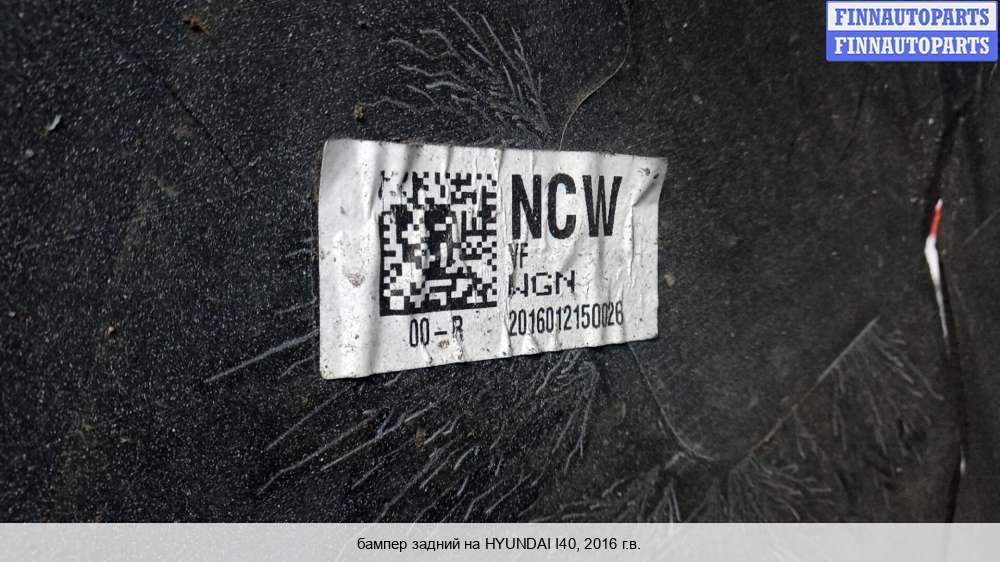 FINNAUTOPARTS
FINNAUTOPARTS
NCW
YF
WGN
00-R 2016012150026
бампер задний на HYUNDAI I40, 2016 г.в.